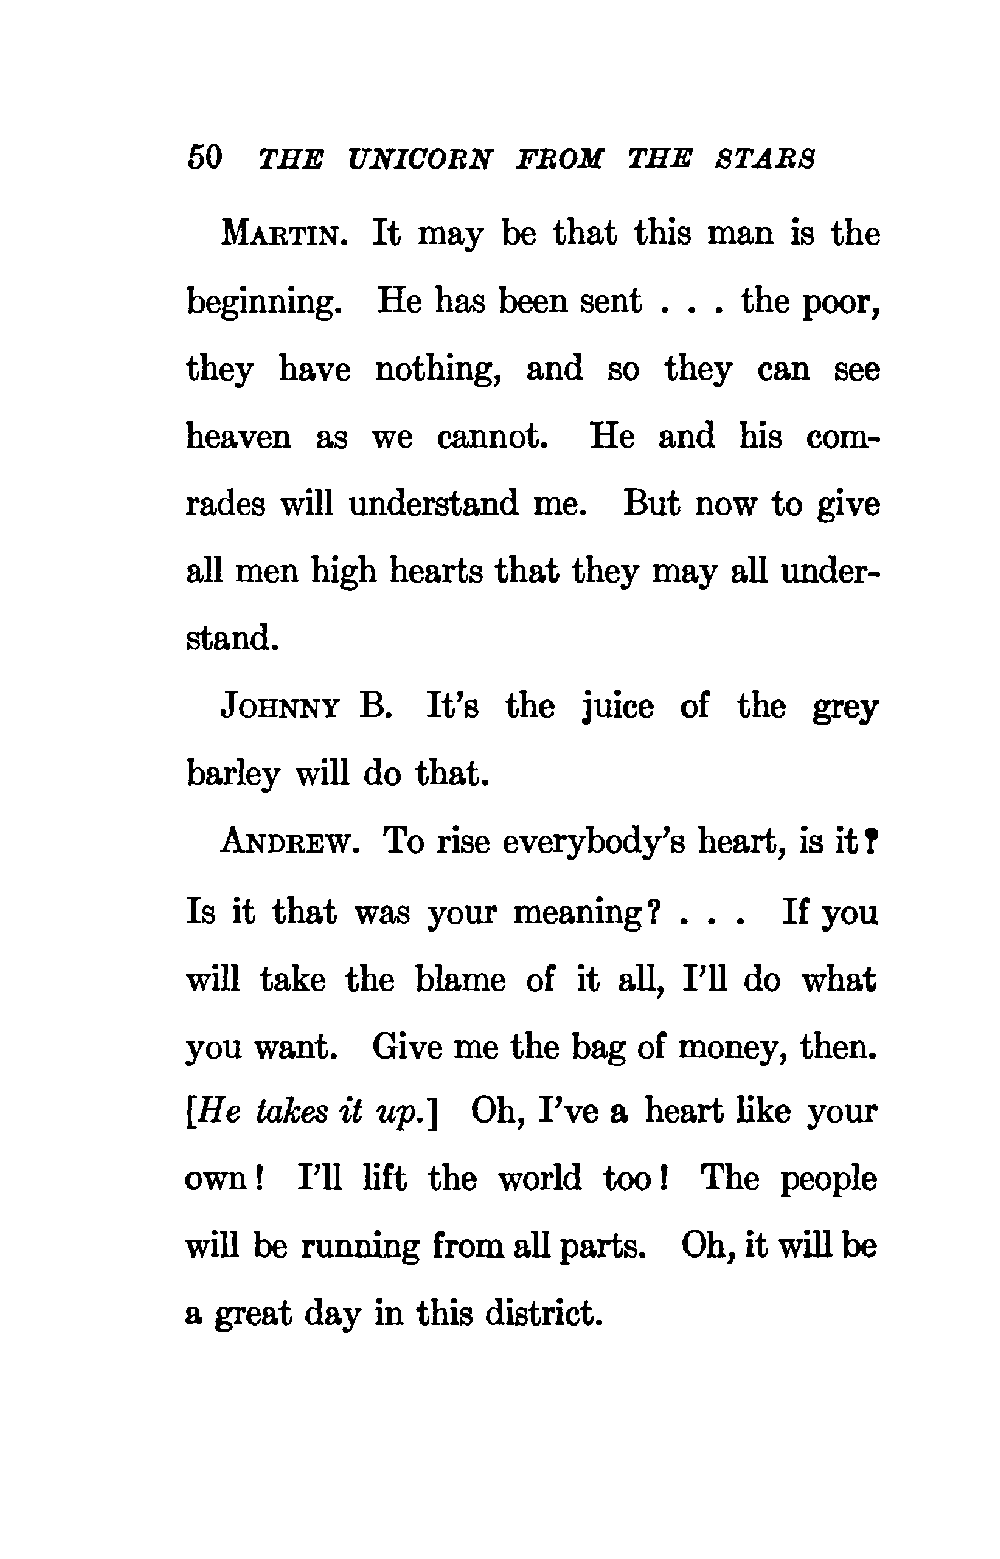 50 THE UNICORN FROM THE STARS
MARTIN. It may be that this man is the
beginning. He has been sent . . . the poor,
they have nothing, and so they can see
heaven as we cannot. He and his com-
rades will understand me. But now to give
all men high hearts that they may all under-
stand.
JOHNNY B. It's the juice of the grey
barley will do that.
ANDREW. To rise everybody's heart, is it?
Is it that was your meaning? . . . If you
will take the blame of it all, I'll do what
you want. Give me the bag of money, then.
[He takes it up.] Oh, I've a heart like your
own! I'll lift the world too! The people
will be running from all parts. Oh, it will be
a great day in this district.